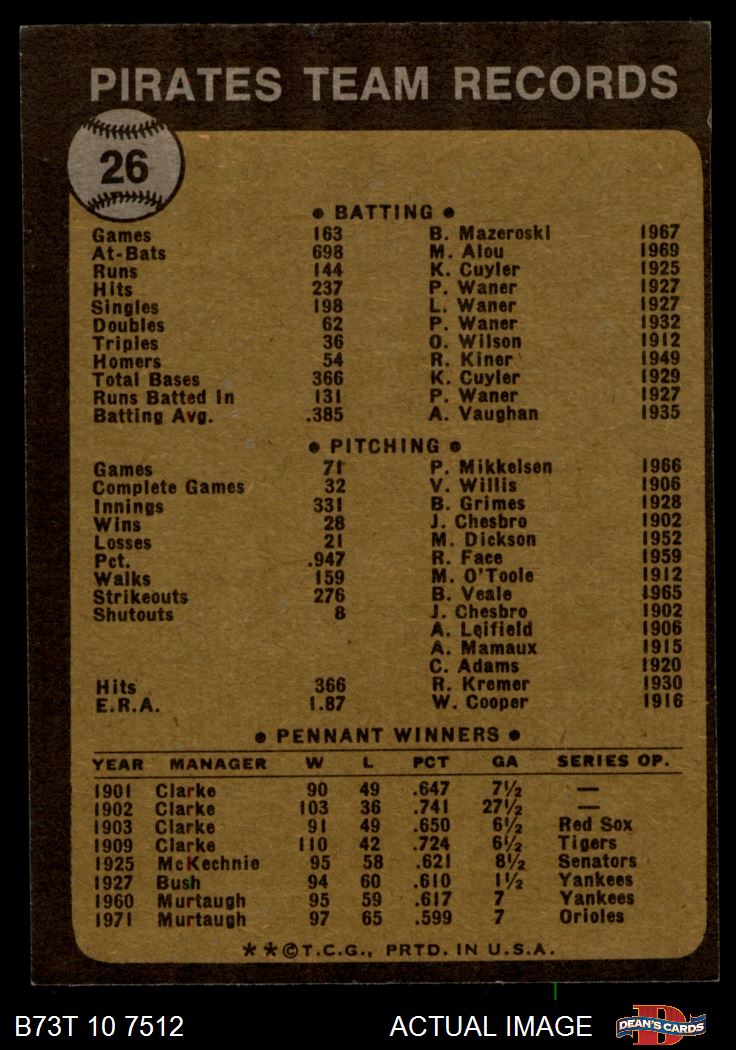 PIRATES TEAM RECORDS
26
• BATTING •
Games 163 B. Mazeroski 1967
At-Bats 698 M. Alou 1969
Runs 144 K. Cuyler 1925
Hits 237 P. Waner 1927
Singles 198 L. Waner 1927
Doubles 62 P. Waner 1932
Triples 36 O. Wilson 1912
Homers 54 R. Kiner 1949
Total Bases 366 K. Cuyler 1929
Runs Batted In 131 P. Waner 1927
Batting Avg. .385 A. Vaughan 1935
• PITCHING •
Games 71 P. Mikkelsen 1966
Complete Games 32 V. Willis 1906
Innings 331 B. Grimes 1928
Wins 28 J. Chesbro 1902
Losses 21 M. Dickson 1952
Pct. .947 R. Face 1959
Walks 159 M. O'Toole 1912
Strikeouts 276 B. Veale 1965
Shutouts 8 J. Chesbro 1902
A. Leifield 1906
A. Mamaux 1915
C. Adams 1920
Hits 366 R. Kremer 1930
E.R.A. 1.87 W. Cooper 1916
• PENNANT WINNERS •
YEAR MANAGER W L PCT GA SERIES OP.
1901 Clarke 90 49 .647 7½ —
1902 Clarke 103 36 .741 27½ —
1903 Clarke 91 49 .650 6½ Red Sox
1909 Clarke 110 42 .724 6½ Tigers
1925 McKechnie 95 58 .621 8½ Senators
1927 Bush 94 60 .610 1½ Yankees
1960 Murtaugh 95 59 .617 7 Yankees
1971 Murtaugh 97 65 .599 7 Orioles
**©T.C.G., PRTD. IN U.S.A.
B73T 10 7512 ACTUAL IMAGE D DEAN'S CARDS